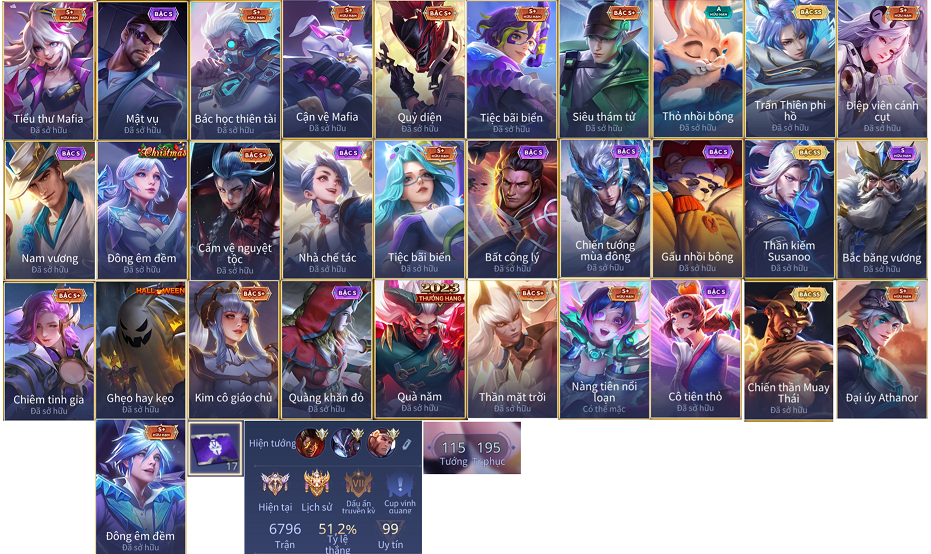 S+
HỮU HẠN
Tiểu thư Mafia
Đã sở hữu
BẬC S
Mật vụ
Đã sở hữu
BẬC S+
HỮU HẠN
Bác học thiên tài
Đã sở hữu
S+
HỮU HẠN
Cận vệ Mafia
Đã sở hữu
BẬC S+
Quỷ diện
Đã sở hữu
S+
HỮU HẠN
Tiệc bãi biển
Đã sở hữu
BẬC S+
HỮU HẠN
Siêu thám tử
Đã sở hữu
A
HỮU HẠN
Thỏ nhồi bông
Đã sở hữu
BẬC SS
Trấn Thiên phi
hồ
Đã sở hữu
S+
HỮU HẠN
Điệp viên cánh
cụt
Đã sở hữu
BẬC S
Nam vương
Đã sở hữu
Christmas
Đông êm đềm
Đã sở hữu
BẬC S+
Cấm vệ nguyệt
tộc
Đã sở hữu
BẬC S
Nhà chế tác
Đã sở hữu
S+
HỮU HẠN
Tiệc bãi biển
Đã sở hữu
BẬC S
Bất công lý
Đã sở hữu
BẬC S
Chiến tướng
mùa đông
Đã sở hữu
BẬC S
Gấu nhồi bông
Đã sở hữu
BẬC SS
Thần kiếm
Susanoo
Đã sở hữu
S
HỮU HẠN
Bắc băng vương
Đã sở hữu
BẬC S+
Chiêm tinh gia
Đã sở hữu
HALLOWEEN
Ghẹo hay kẹo
Đã sở hữu
BẬC S+
Kim cô giáo chủ
Đã sở hữu
BẬC S
Quàng khăn đỏ
Đã sở hữu
2023
THƯỞNG HẠNG
Quà năm
Đã sở hữu
BẬC S+
Thần mặt trời
Đã sở hữu
S+
HỮU HẠN
Nàng tiên nổi
loạn
Có thể mặc
BẬC S
Cô tiên thỏ
Đã sở hữu
BẬC SS
Chiến thần Muay
Thái
Đã sở hữu
S+
HỮU HẠN
Đại úy Athanor
Đã sở hữu
S+
HỮU HẠN
Đông êm đềm
Đã sở hữu
17
Hiện tướng
VII
Hiện tại Lịch sử Dấu ấn
truyền kỳ Cup vinh
quang
6796 51,2% 99
Trận Tỷ lệ
thắng Uy tín
115 195
Tướng phục